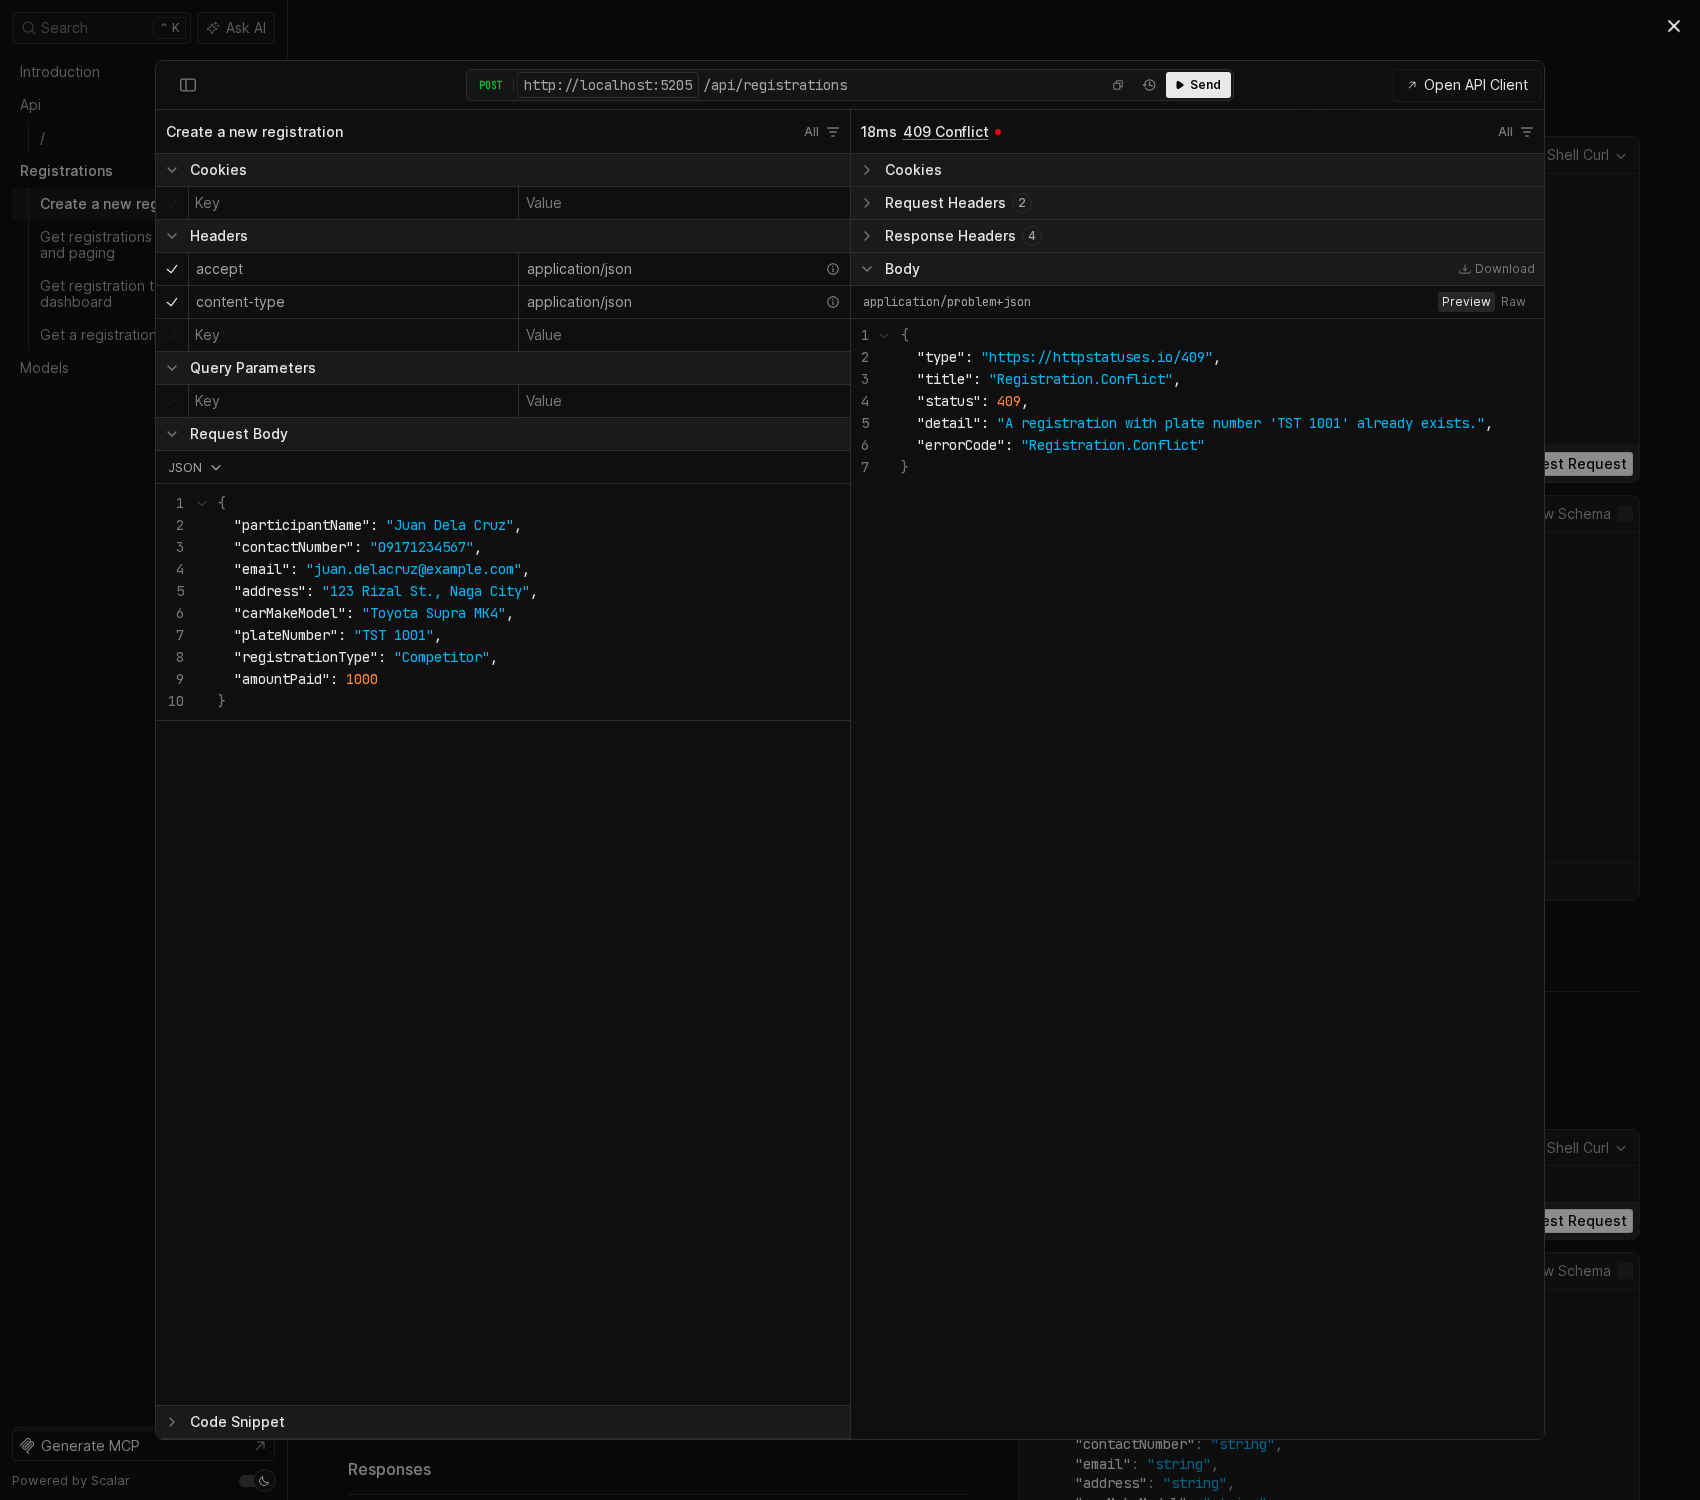 Search
⌃ K
Ask AI
Introduction
Api
/
Registrations
Create a new reg
Get registrations
and paging
Get registration t
dashboard
Get a registration
Models
POST
http://localhost:5205
/api/registrations
Send
Open API Client
Create a new registration
All
Cookies
Key
Value
Headers
accept
application/json
content-type
application/json
Key
Value
Query Parameters
Key
Value
Request Body
JSON
1 {
2 "participantName": "Juan Dela Cruz",
3 "contactNumber": "09171234567",
4 "email": "juan.delacruz@example.com",
5 "address": "123 Rizal St., Naga City",
6 "carMakeModel": "Toyota Supra MK4",
7 "plateNumber": "TST 1001",
8 "registrationType": "Competitor",
9 "amountPaid": 1000
10 }
Code Snippet
18ms 409 Conflict
All
Cookies
Request Headers 2
Response Headers 4
Body
Download
application/problem+json
Preview
Raw
1 {
2 "type": "https://httpstatuses.io/409",
3 "title": "Registration.Conflict",
4 "status": 409,
5 "detail": "A registration with plate number 'TST 1001' already exists.",
6 "errorCode": "Registration.Conflict"
7 }
Shell Curl
est Request
w Schema
Shell Curl
est Request
w Schema
"contactNumber": "string",
"email": "string",
"address": "string",
Responses
Generate MCP
Powered by Scalar